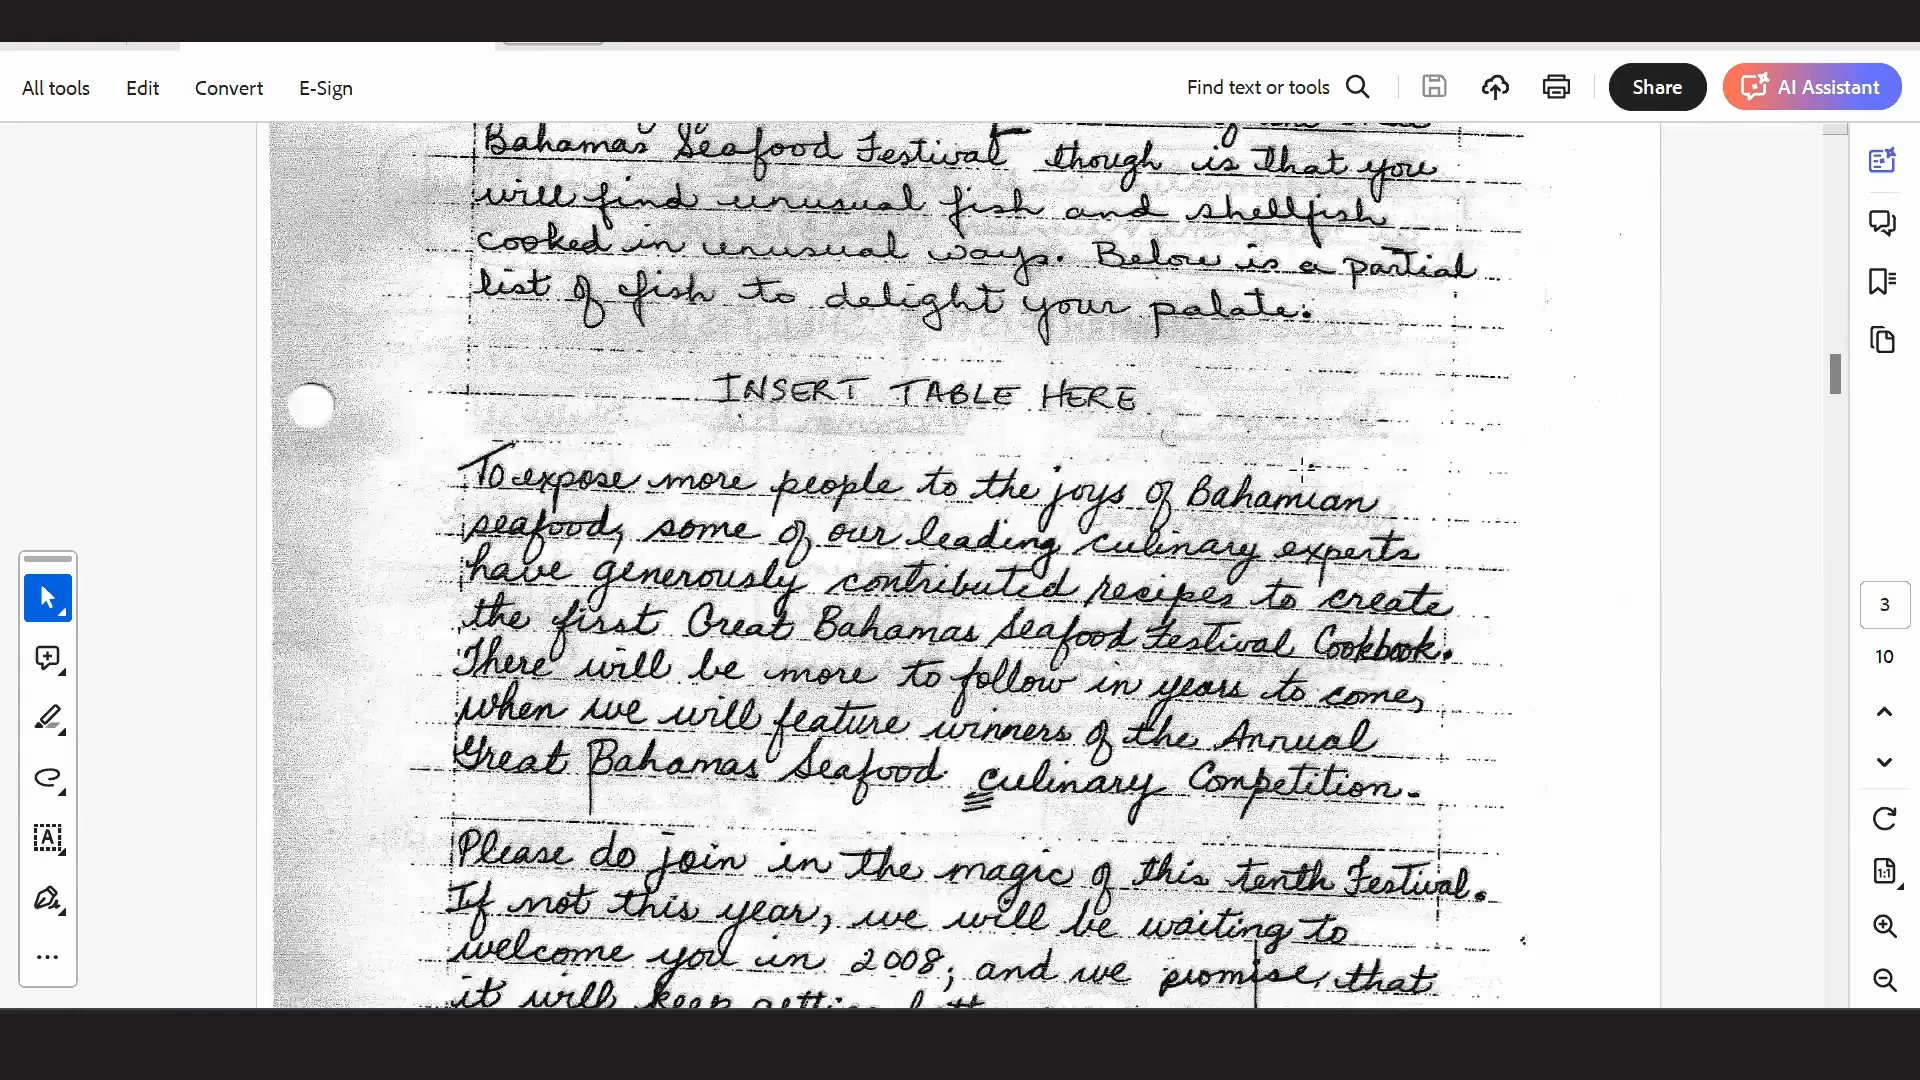 All tools Edit Convert E-Sign Find text or tools Share AI Assistant
Bahamas Seafood Festival though is that you
will find unusual fish and shellfish
cooked in unusual ways. Below is a partial
list of fish to delight your palate:
INSERT TABLE HERE
To expose more people to the joys of Bahamian
seafood, some of our leading culinary experts
have generously contributed recipes to create
the first Great Bahamas Seafood Festival Cookbook.
There will be more to follow in years to come,
when we will feature winners of the Annual
Great Bahamas Seafood culinary Competition.
Please do join in the magic of this tenth Festival.
If not this year, we will be waiting to
welcome you in 2008, and we promise that
it will keep
3
10